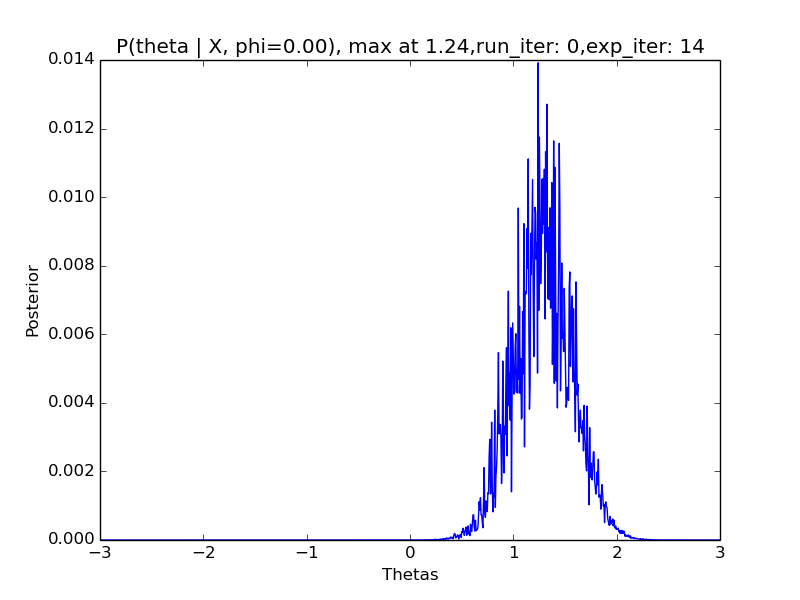 P(theta | X, phi=0.00), max at 1.24,run_iter: 0,exp_iter: 14
0.014
0.012
0.010
0.008
0.006
0.004
0.002
0.000
Posterior
−3 −2 −1 0 1 2 3
Thetas